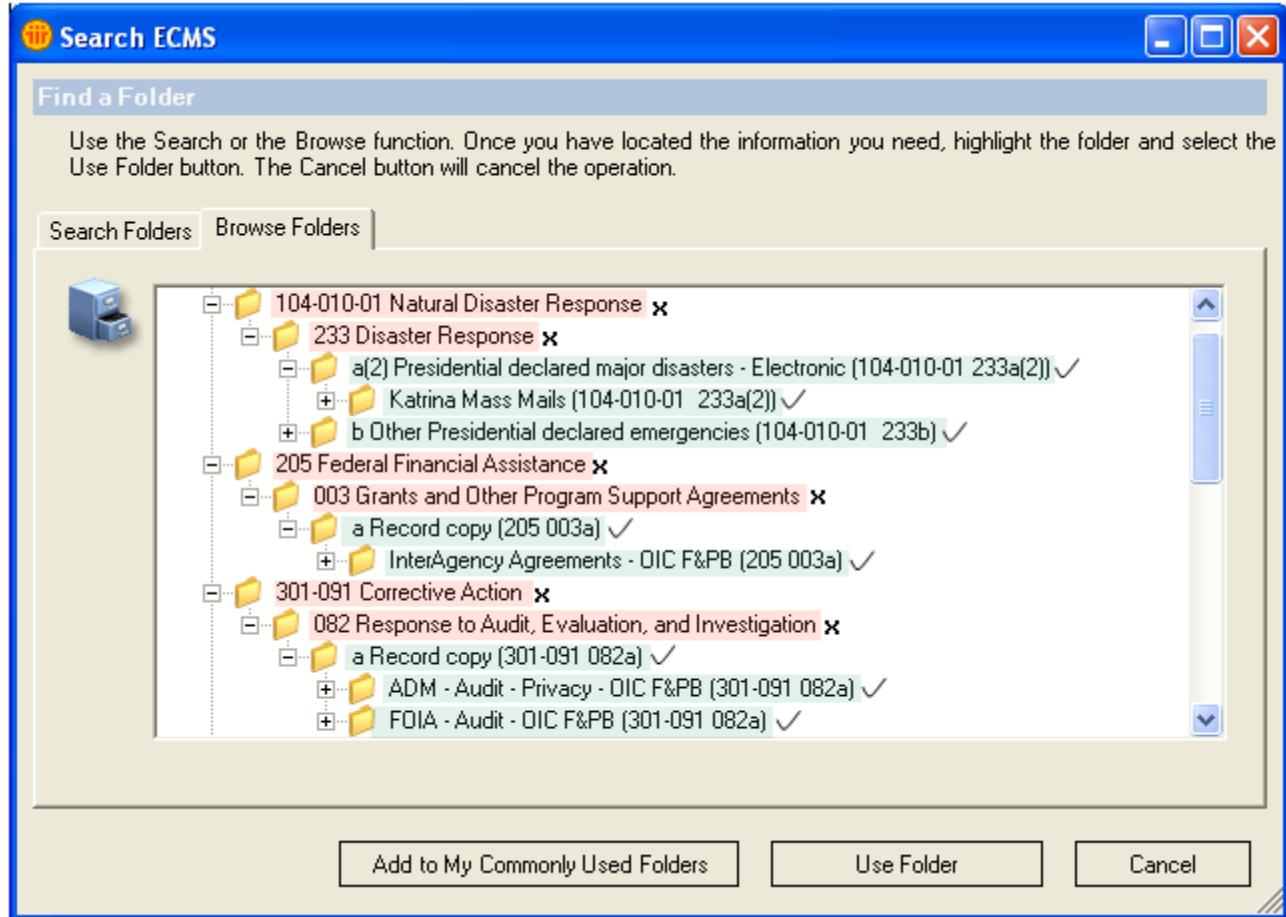 Search ECMS
Find a Folder
Use the Search or the Browse function. Once you have located the information you need, highlight the folder and select the
Use Folder button. The Cancel button will cancel the operation.
Search Folders
Browse Folders
104-010-01 Natural Disaster Response
233 Disaster Response
a(2) Presidential declared major disasters - Electronic (104-010-01 233a(2))
Katrina Mass Mails (104-010-01  233a(2))
b Other Presidential declared emergencies (104-010-01  233b)
205 Federal Financial Assistance
003 Grants and Other Program Support Agreements
a Record copy (205 003a)
InterAgency Agreements - OIC F&PB (205 003a)
301-091 Corrective Action
082 Response to Audit, Evaluation, and Investigation
a Record copy (301-091 082a)
ADM - Audit - Privacy - OIC F&PB (301-091 082a)
FOIA - Audit - OIC F&PB (301-091 082a)
Add to My Commonly Used Folders
Use Folder
Cancel